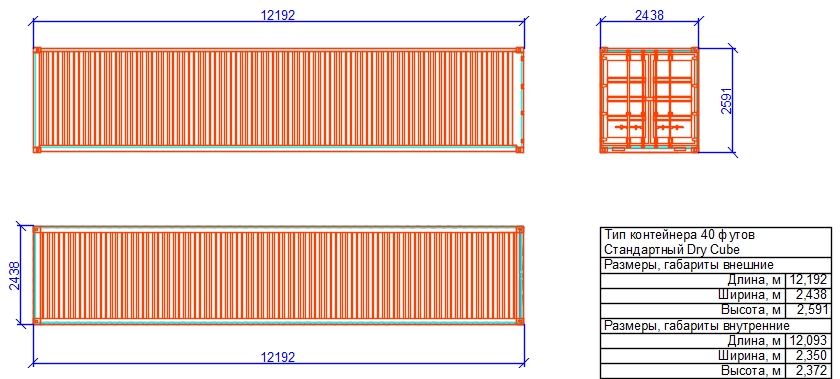 12192
2438
2591
2438
12192
Тип контейнера 40 футов
Стандартный Dry Cube
Размеры, габариты внешние
Длина, м 12,192
Ширина, м 2,438
Высота, м 2,591
Размеры, габариты внутренние
Длина, м 12,093
Ширина, м 2,350
Высота, м 2,372